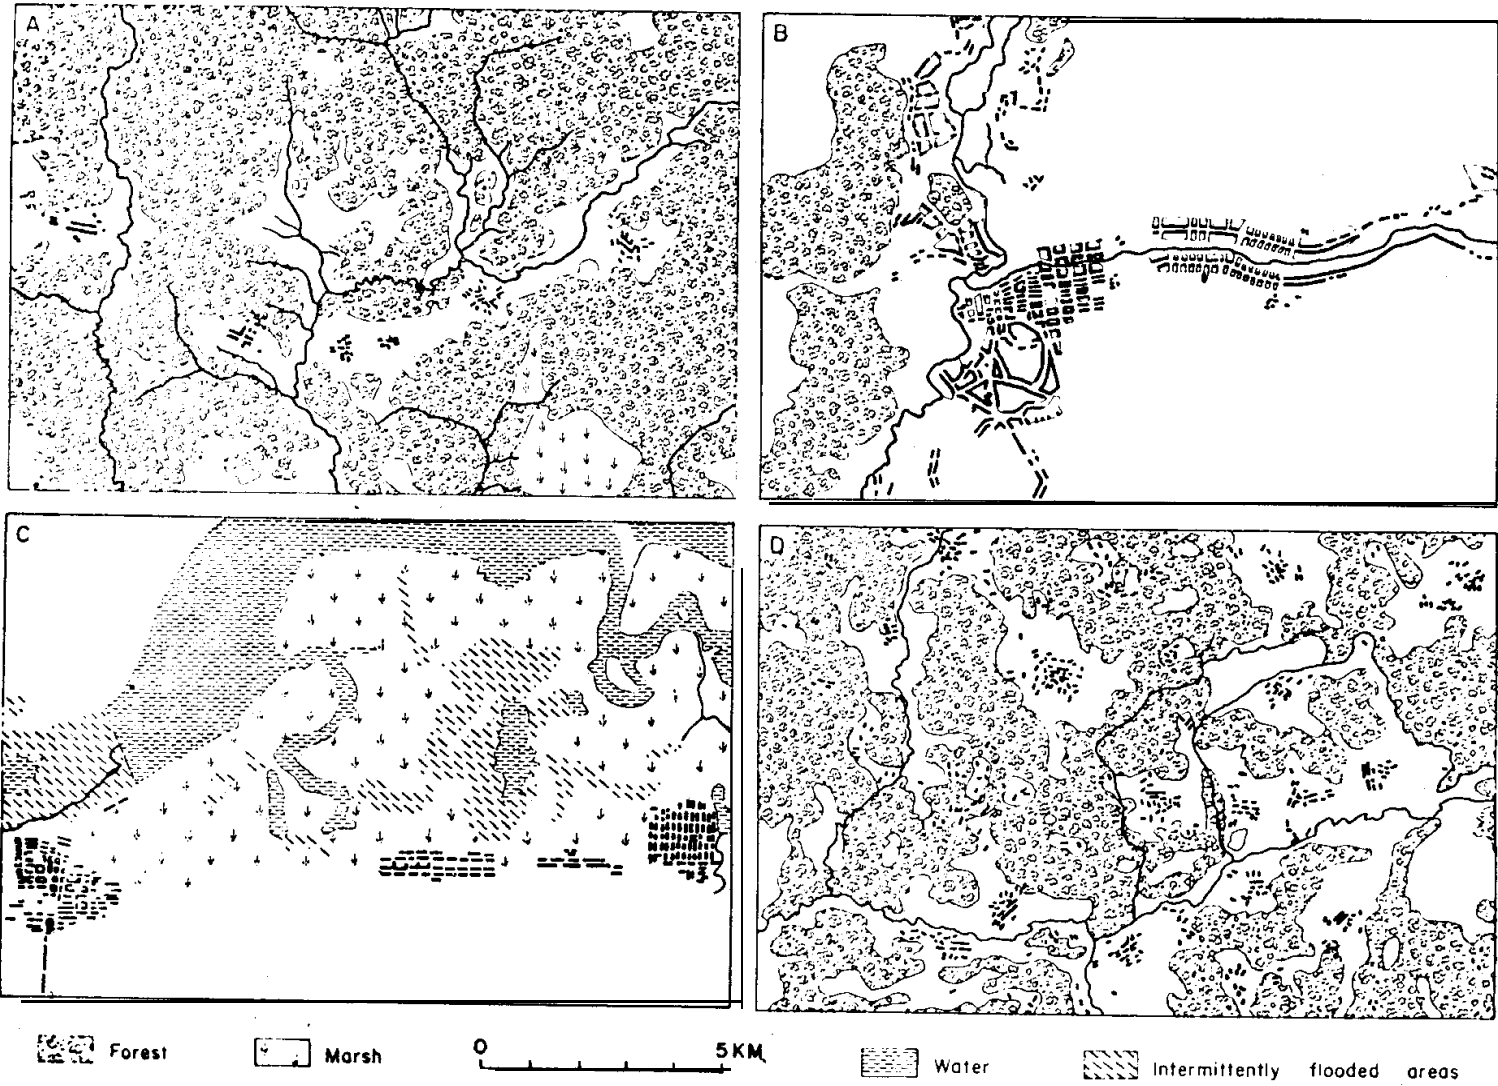 A
B
C
D
Forest
Marsh
0 5 KM.
Water
Intermittently flooded areas